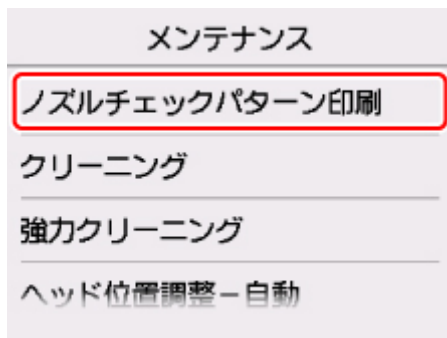 メンテナンス
ノズルチェックパターン印刷
クリーニング
強力クリーニング
ヘッド位置調整－自動